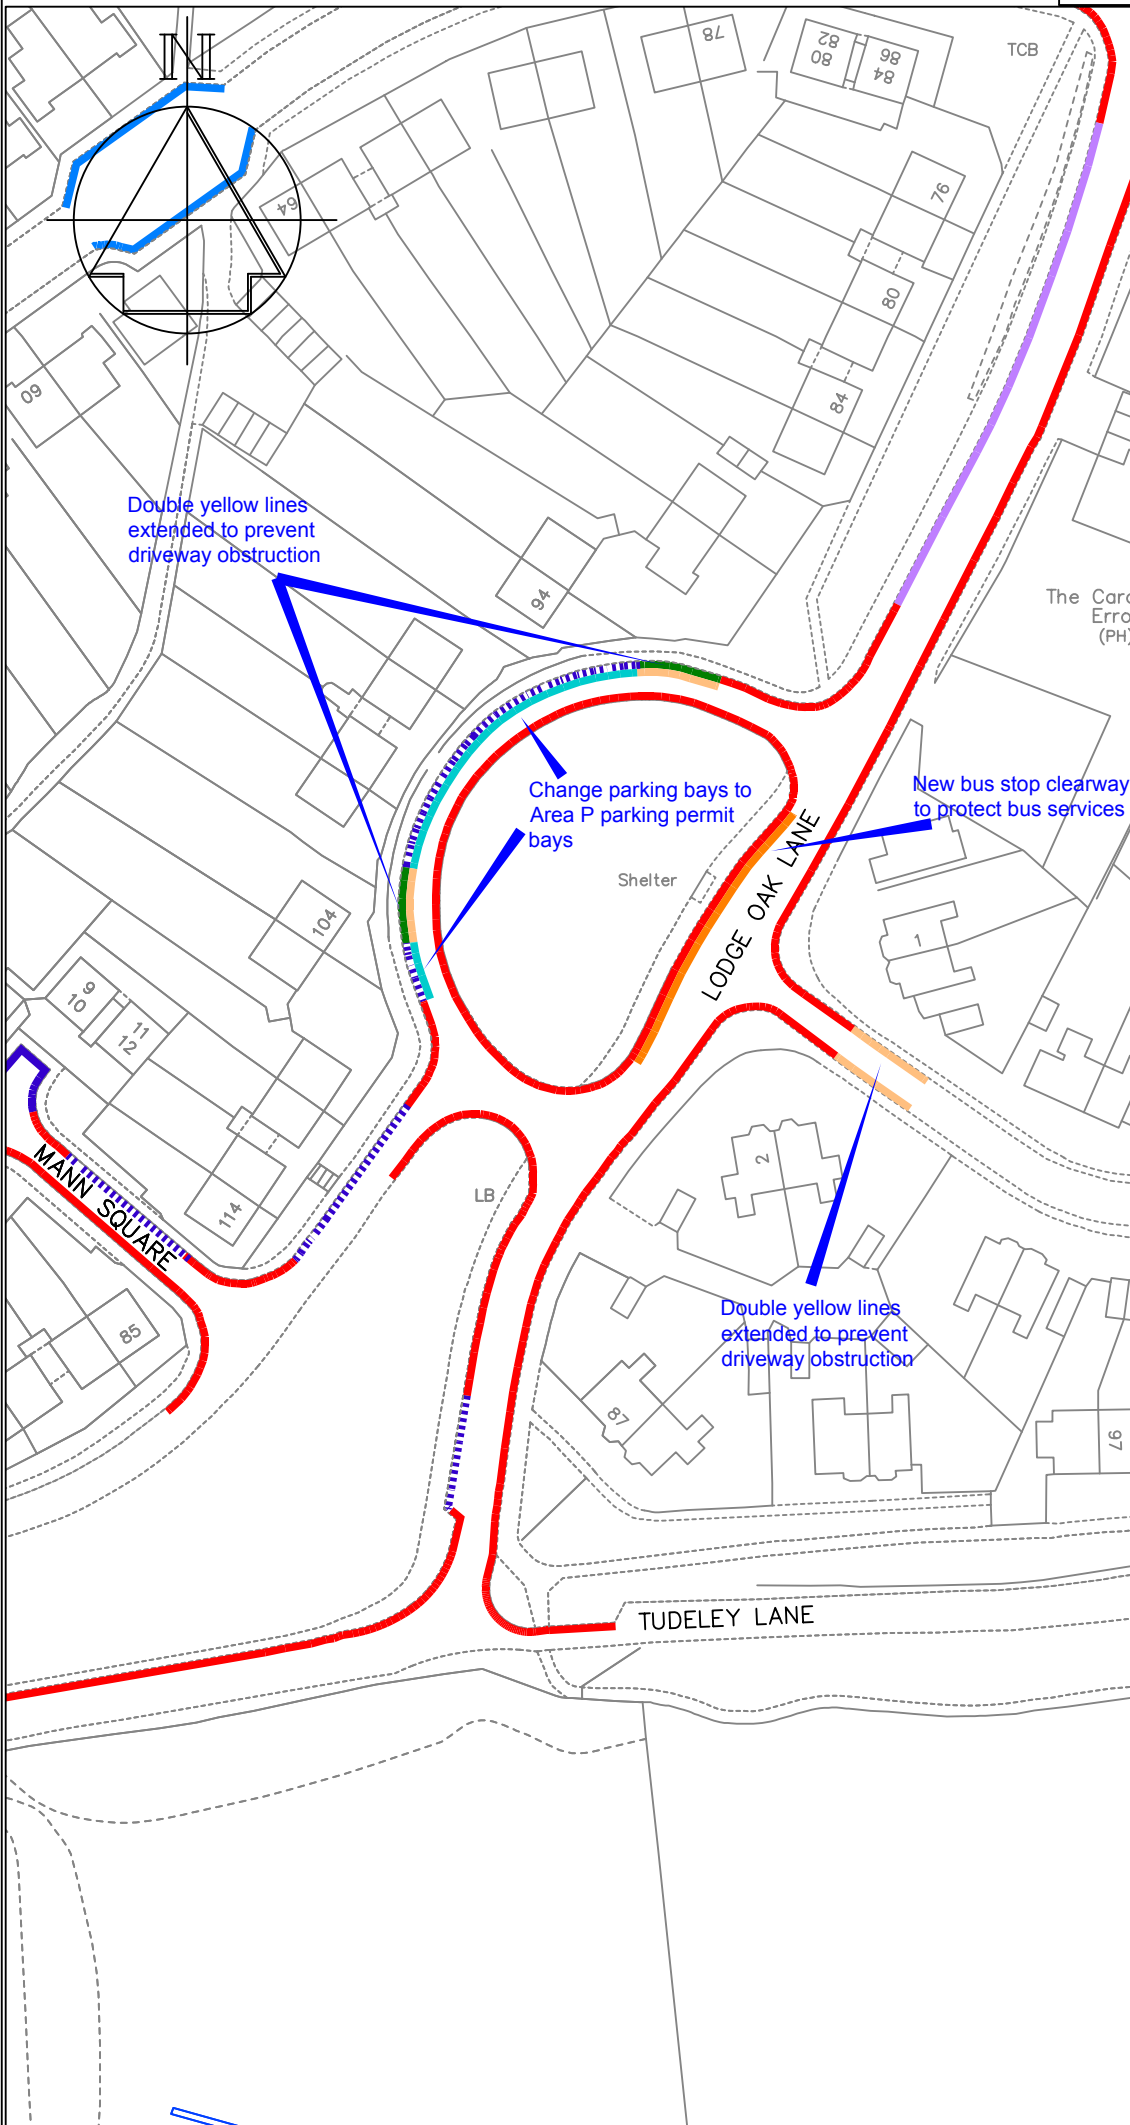 N
TCB
78
82
80
86
84
76
64
80
60
84
Double yellow lines
extended to prevent
driveway obstruction
94
The
(PH)
Change parking bays to
Area P parking permit
bays
New bus stop clearway
to protect bus services
Shelter
LODGE OAK LANE
104
1
9
10
11
12
MANN SQUARE
2
LB
114
85
Double yellow lines
extended to prevent
driveway obstruction
87
97
TUDELEY LANE